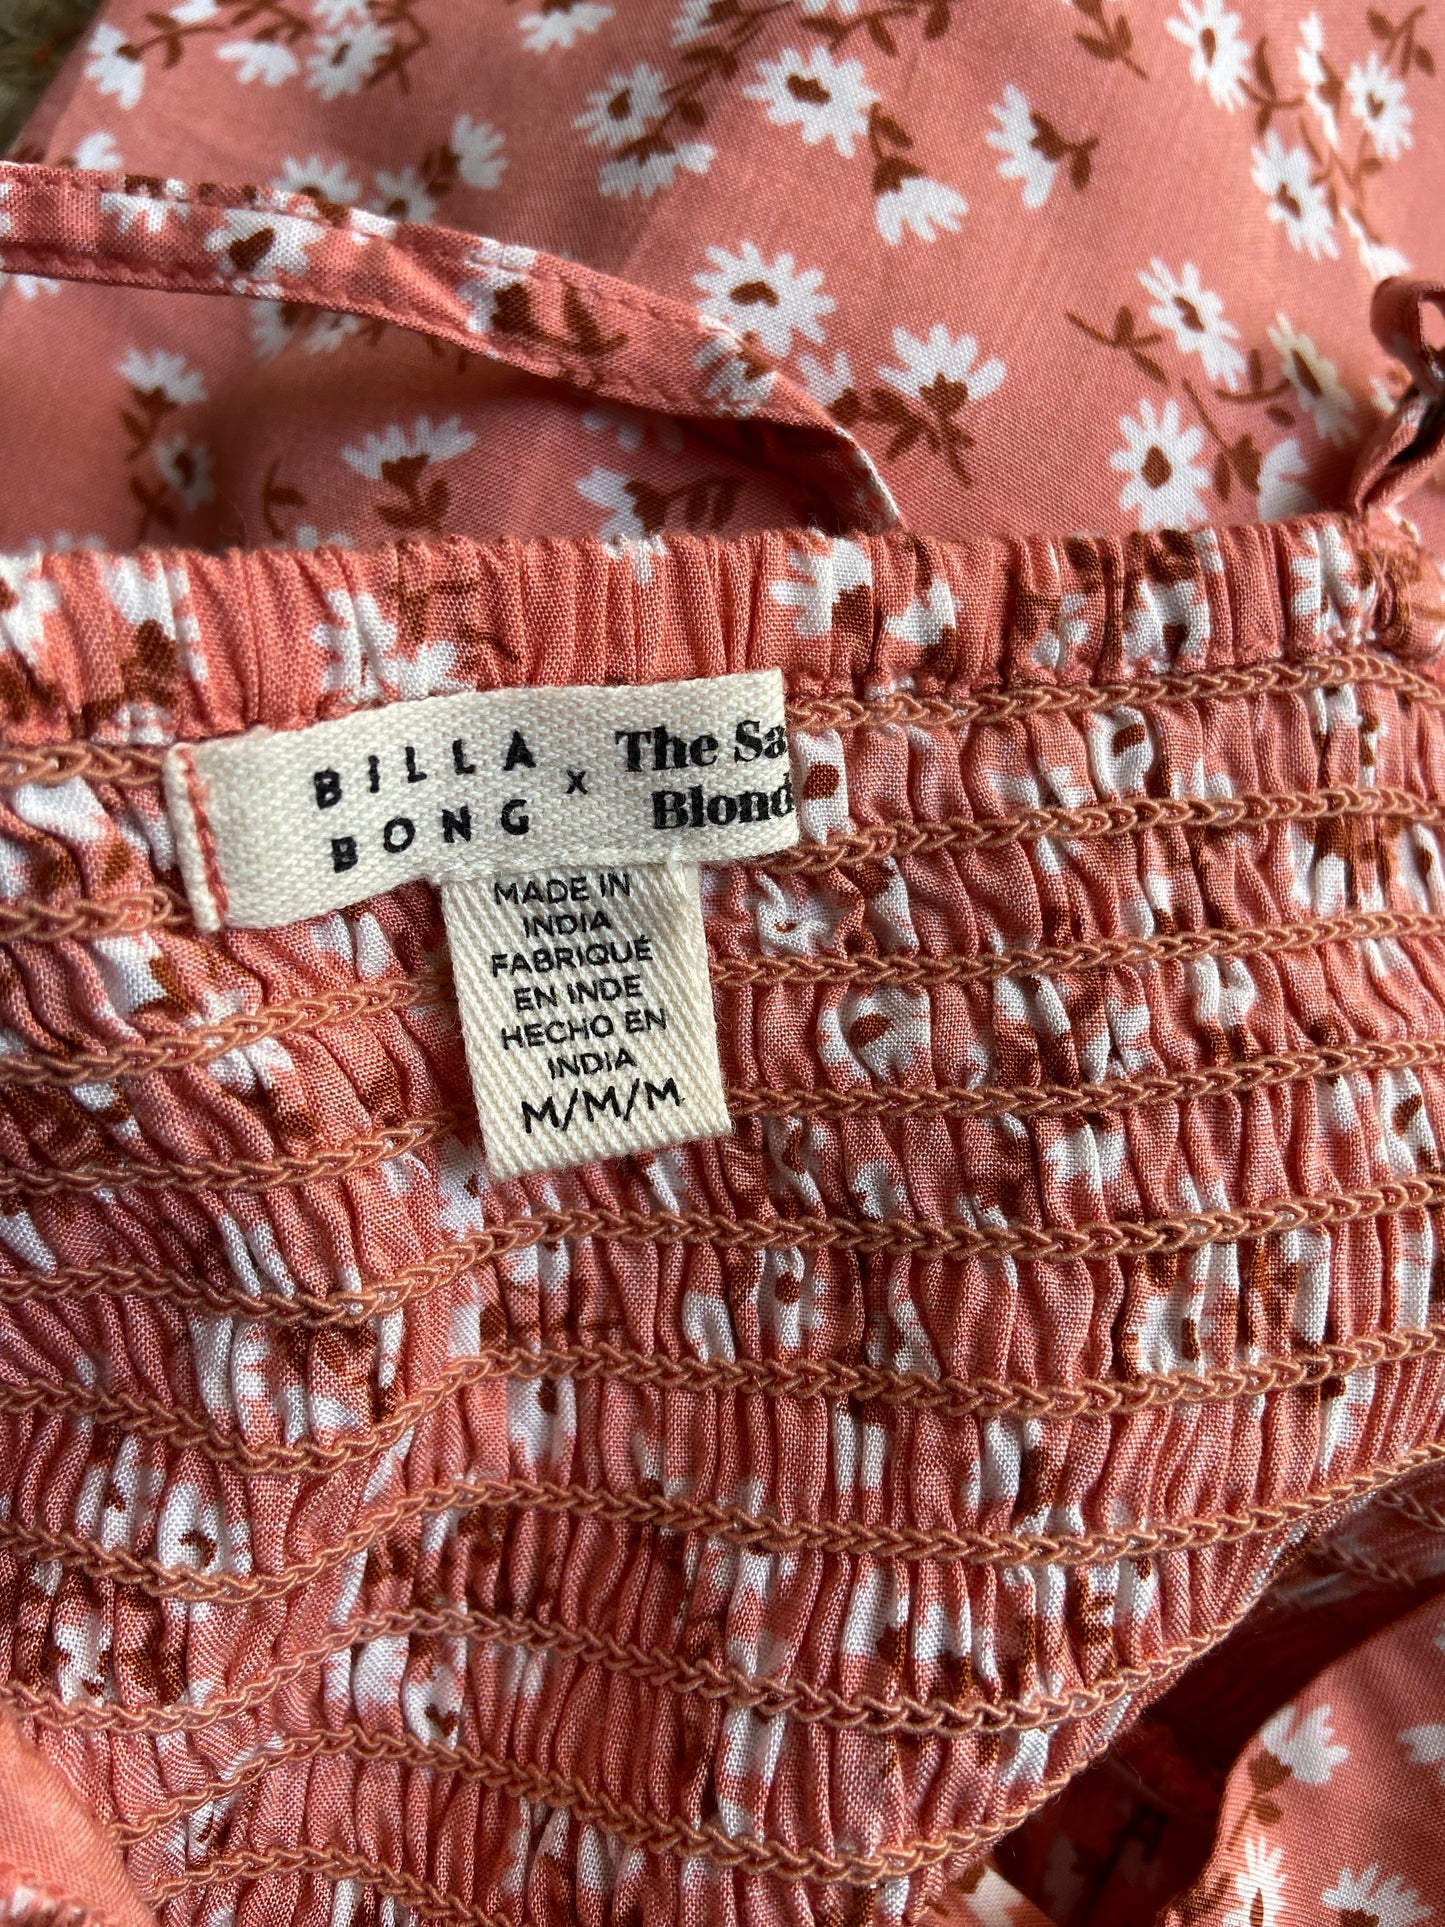 BILLA
BONG
x
The Sa
Blond
MADE IN
INDIA
FABRIQUÉ
EN INDE
HECHO EN
INDIA
M/M/M